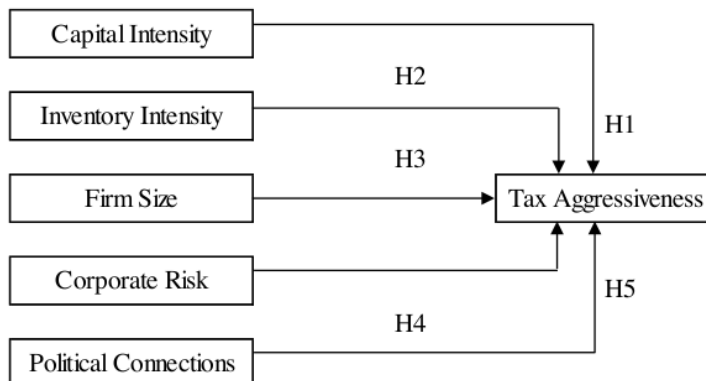 Capital Intensity
H2
Inventory Intensity
H1
H3
Firm Size
Tax Aggressiveness
Corporate Risk
H5
H4
Political Connections